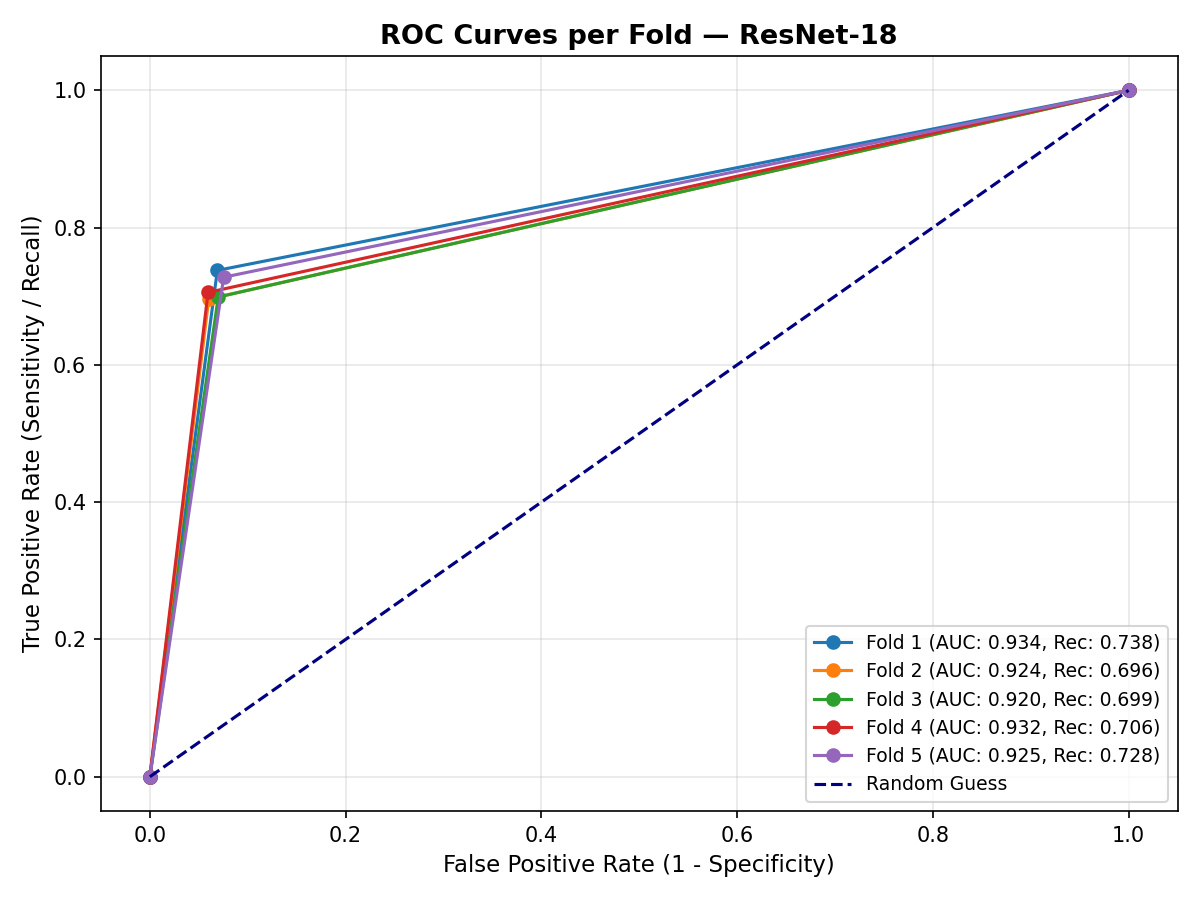 ROC Curves per Fold — ResNet-18
True Positive Rate (Sensitivity / Recall)
1.0
0.8
0.6
0.4
0.2
0.0
0.0 0.2 0.4 0.6 0.8 1.0
False Positive Rate (1 - Specificity)
Fold 1 (AUC: 0.934, Rec: 0.738)
Fold 2 (AUC: 0.924, Rec: 0.696)
Fold 3 (AUC: 0.920, Rec: 0.699)
Fold 4 (AUC: 0.932, Rec: 0.706)
Fold 5 (AUC: 0.925, Rec: 0.728)
Random Guess